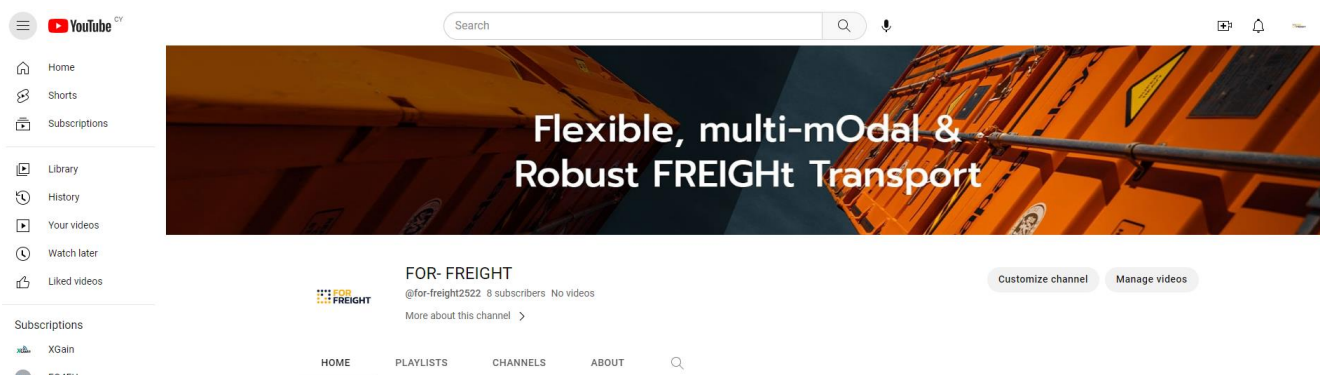 YouTube CY
Search
Home
Shorts
Subscriptions
Library
History
Your videos
Watch later
Liked videos
Subscriptions
XGain
Flexible, multi-mOdal &
Robust FREIGHt Transport
FOR
FREIGHT
FOR- FREIGHT
@for-freight2522 8 subscribers No videos
More about this channel
Customize channel
Manage videos
HOME PLAYLISTS CHANNELS ABOUT